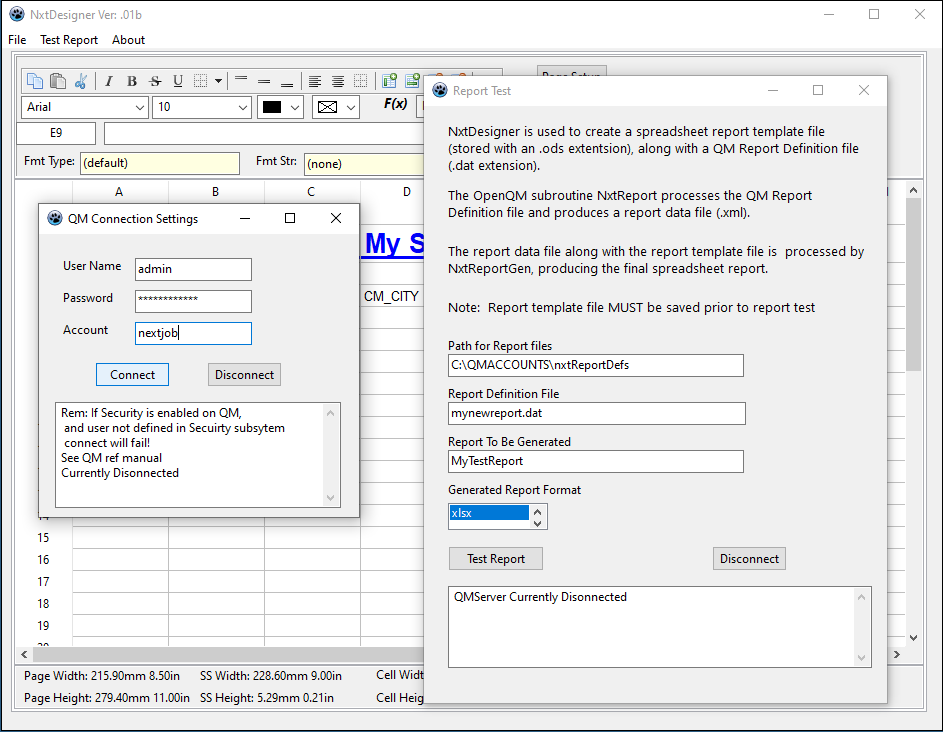 NxtDesigner Ver: .01b
File Test Report About
I B S U
Arial 10 F(x)
E9
Fmt Type: (default) Fmt Str: (none)
A B C D
My S
CM_CITY
15
16
17
18
19
Page Width: 215.90mm 8.50in SS Width: 228.60mm 9.00in Cell Widt
Page Height: 279.40mm 11.00in SS Height: 5.29mm 0.21in Cell Heig
QM Connection Settings
User Name admin
Password ************
Account nextjob
Connect Disconnect
Rem: If Security is enabled on QM,
and user not defined in Secuirty subsytem
connect will fail!
See QM ref manual
Currently Disonnected
Report Test
NxtDesigner is used to create a spreadsheet report template file
(stored with an .ods extentsion), along with a QM Report Definition file
(.dat extension).
The OpenQM subroutine NxtReport processes the QM Report
Definition file and produces a report data file (.xml).
The report data file along with the report template file is processed by
NxtReportGen, producing the final spreadsheet report.
Note: Report template file MUST be saved prior to report test
Path for Report files
C:\QMACCOUNTS\nxtReportDefs
Report Definition File
mynewreport.dat
Report To Be Generated
MyTestReport
Generated Report Format
xlsx
Test Report Disconnect
QMServer Currently Disonnected